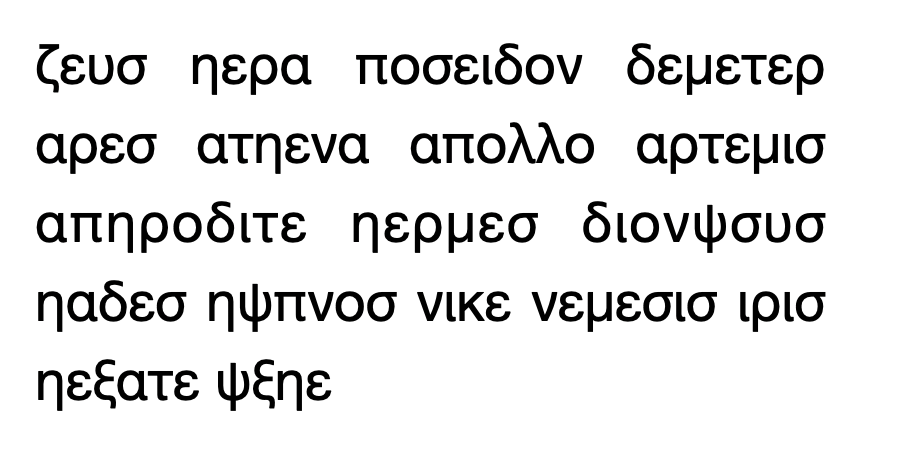 ζευσ ηερα ποσειδον δεμετερ
αρεσ ατηενα απολλο αρτεμισ
απηροδιτε ηερμεσ διονψσυσ
ηαδεσ ηψπνοσ νικε νεμεσισ ιρισ
ηεξατε ψξηε